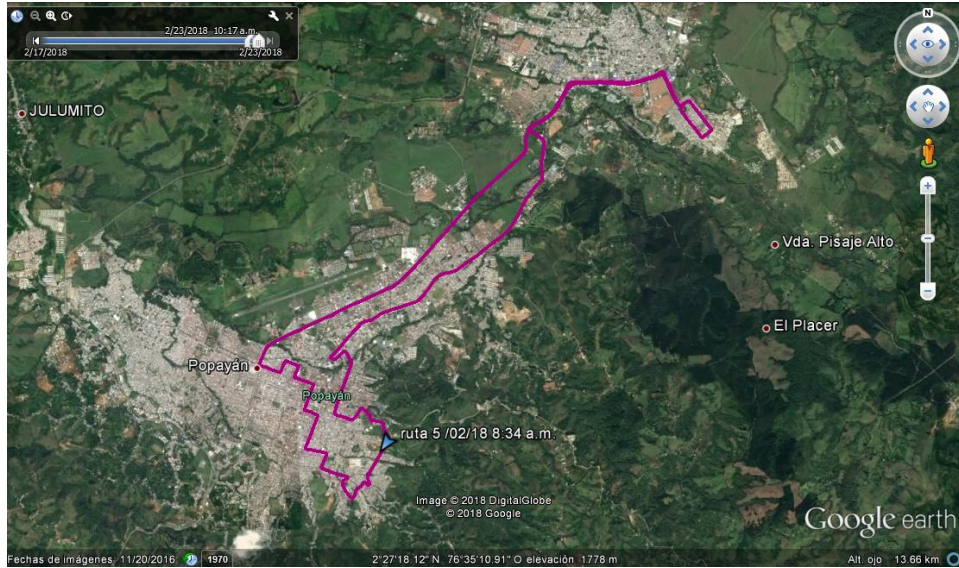 2/23/2018 10:17 a.m.
2/17/2018
2/23/2018
N
JULUMITO
Vda. Pisaje Alto
El Placer
Popayán
Popayán
ruta 5 /02/18 8:34 a.m.
Image © 2018 DigitalGlobe
© 2018 Google
Google earth
Fechas de imágenes: 11/20/2016 1970 2°27'18.12" N 76°35'10.91" O elevación 1778 m Alt. ojo 13.66 km